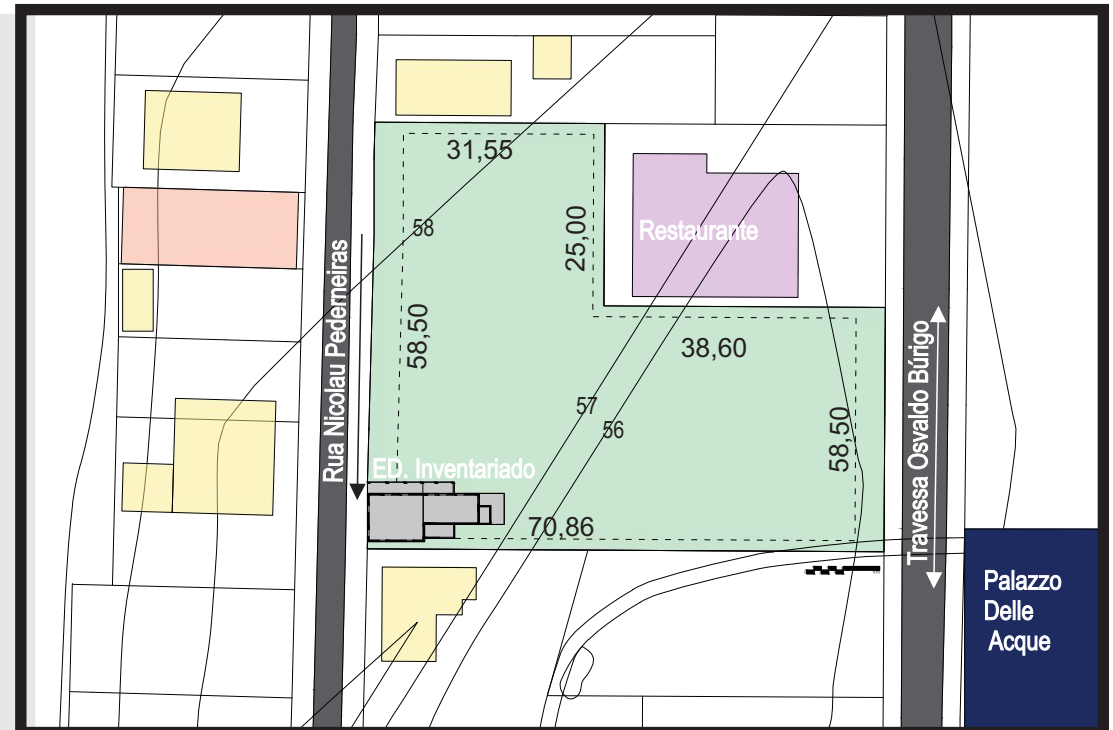 31,55
25,00
Restaurante
58
Rua Nicolau Pederneiras
58,50
38,60
Travessa Osvaldo Búrigo
57
56
58,50
ED. Inventariado
70,86
Palazzo
Delle
Acque